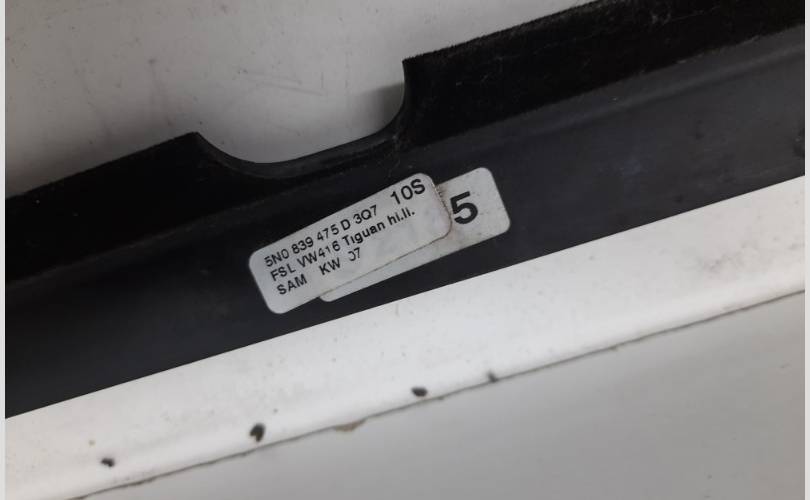 5N0 839 475 D 3Q7 10S
FSL VW416 Tiguan hi.li.
SAM KW 07
5